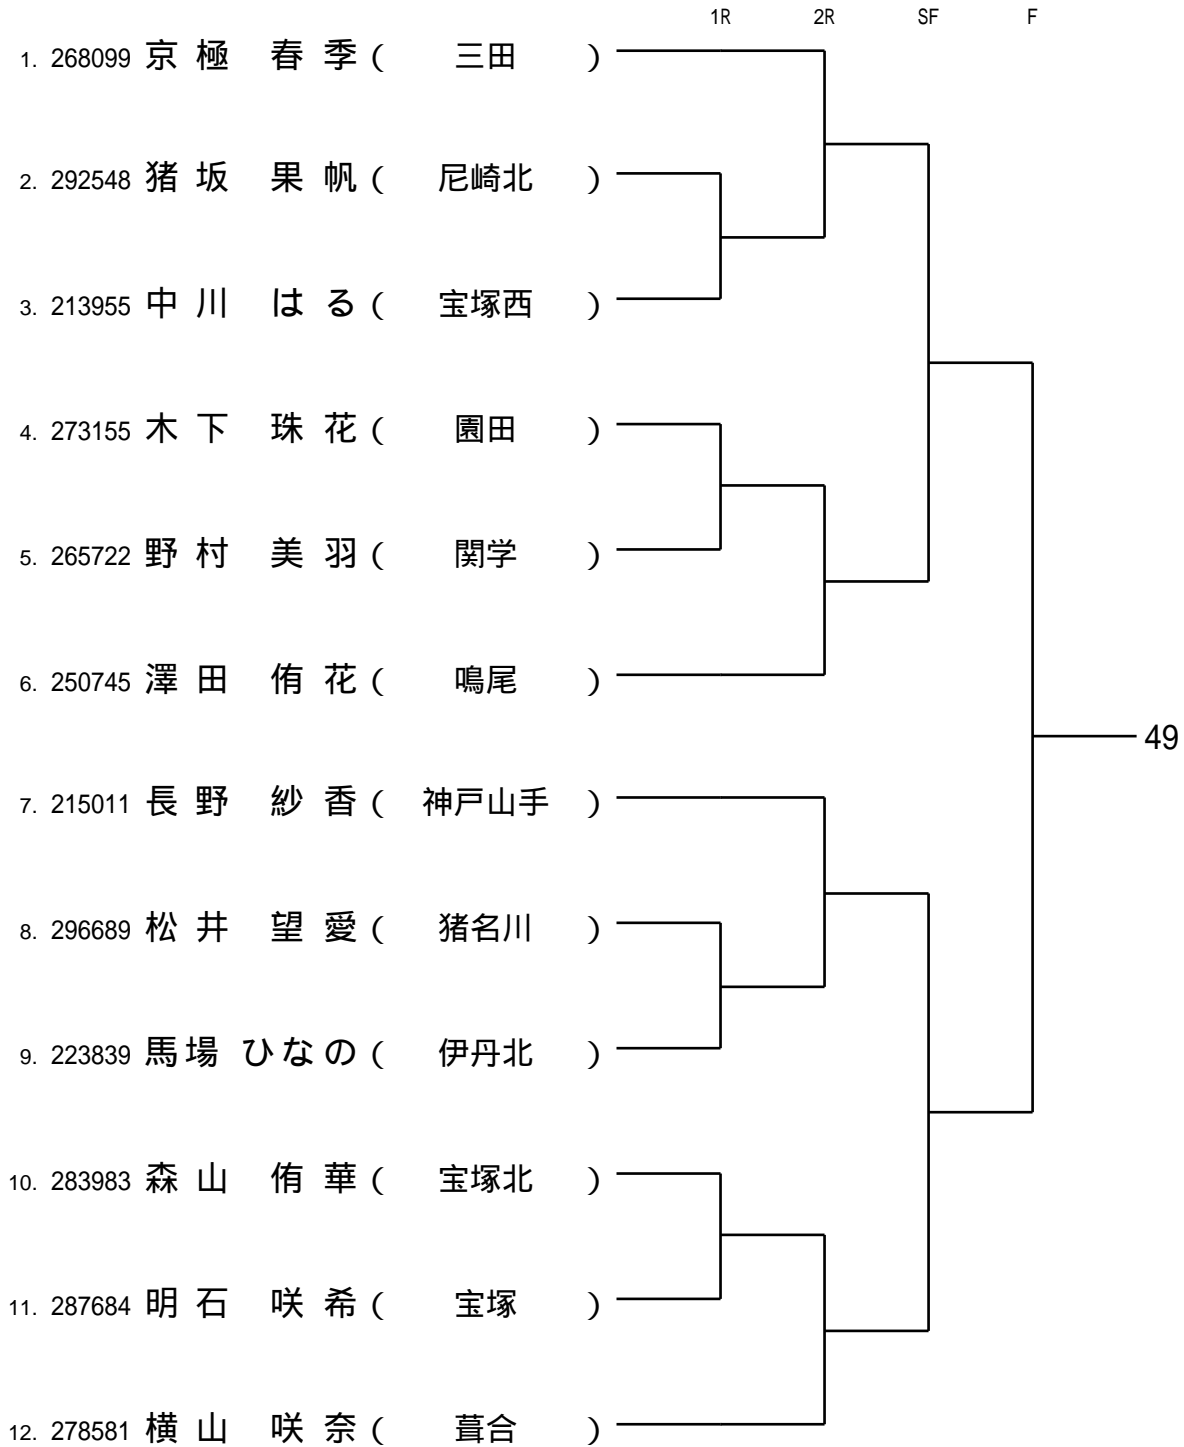 1R 2R SF F
1. 268099 京極 春季 ( 三田 )
2. 292548 猪坂 果帆 ( 尼崎北 )
3. 213955 中川 はる ( 宝塚西 )
4. 273155 木下 珠花 ( 園田 )
5. 265722 野村 美羽 ( 関学 )
6. 250745 澤田 侑花 ( 鳴尾 )
49
7. 215011 長野 紗香 ( 神戸山手 )
8. 296689 松井 望愛 ( 猪名川 )
9. 223839 馬場 ひなの ( 伊丹北 )
10. 283983 森山 侑華 ( 宝塚北 )
11. 287684 明石 咲希 ( 宝塚 )
12. 278581 横山 咲奈 ( 葺合 )